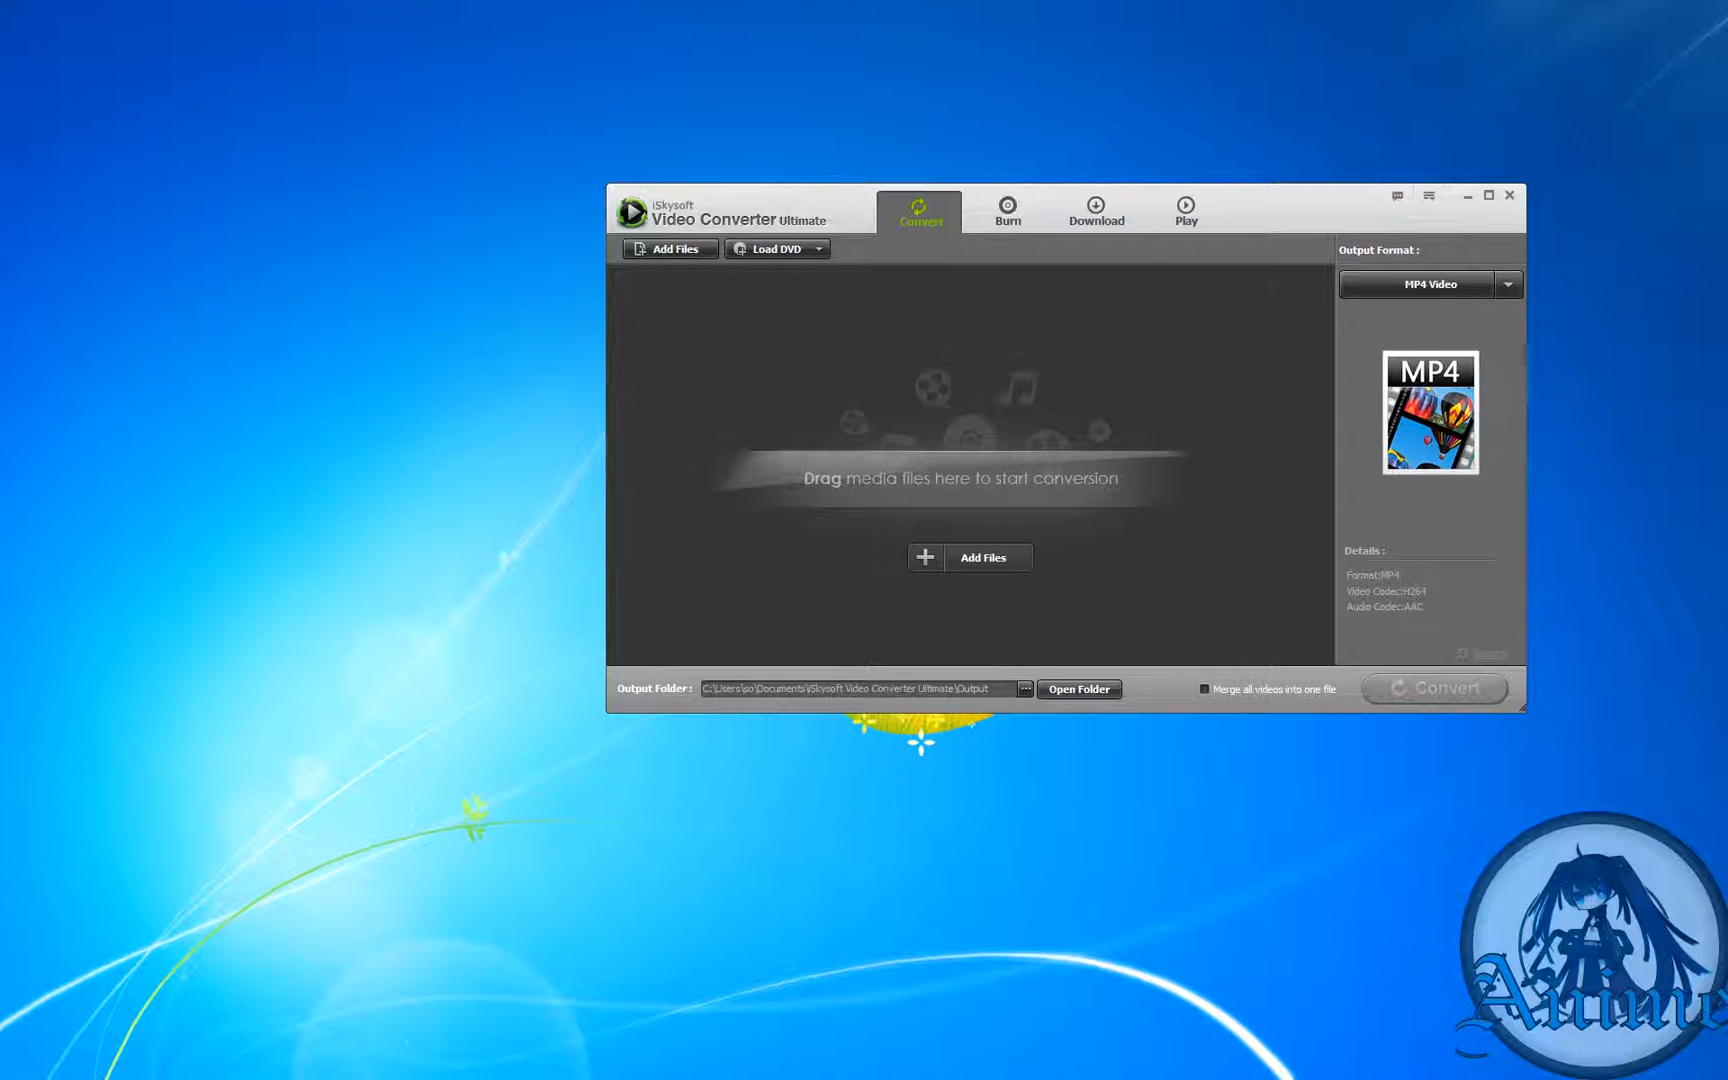 iSkysoft
Video Converter Ultimate
Convert
Burn
Download
Play
Add Files
Load DVD
Output Format :
MP4 Video
MP4
Drag media files here to start conversion
Add Files
Details :
Format:MP4
Video Codec:H264
Audio Codec:AAC
Output Folder :
C:\Users\so\Documents\iSkysoft Video Converter Ultimate\Output
...
Open Folder
Merge all videos into one file
Convert
Anime